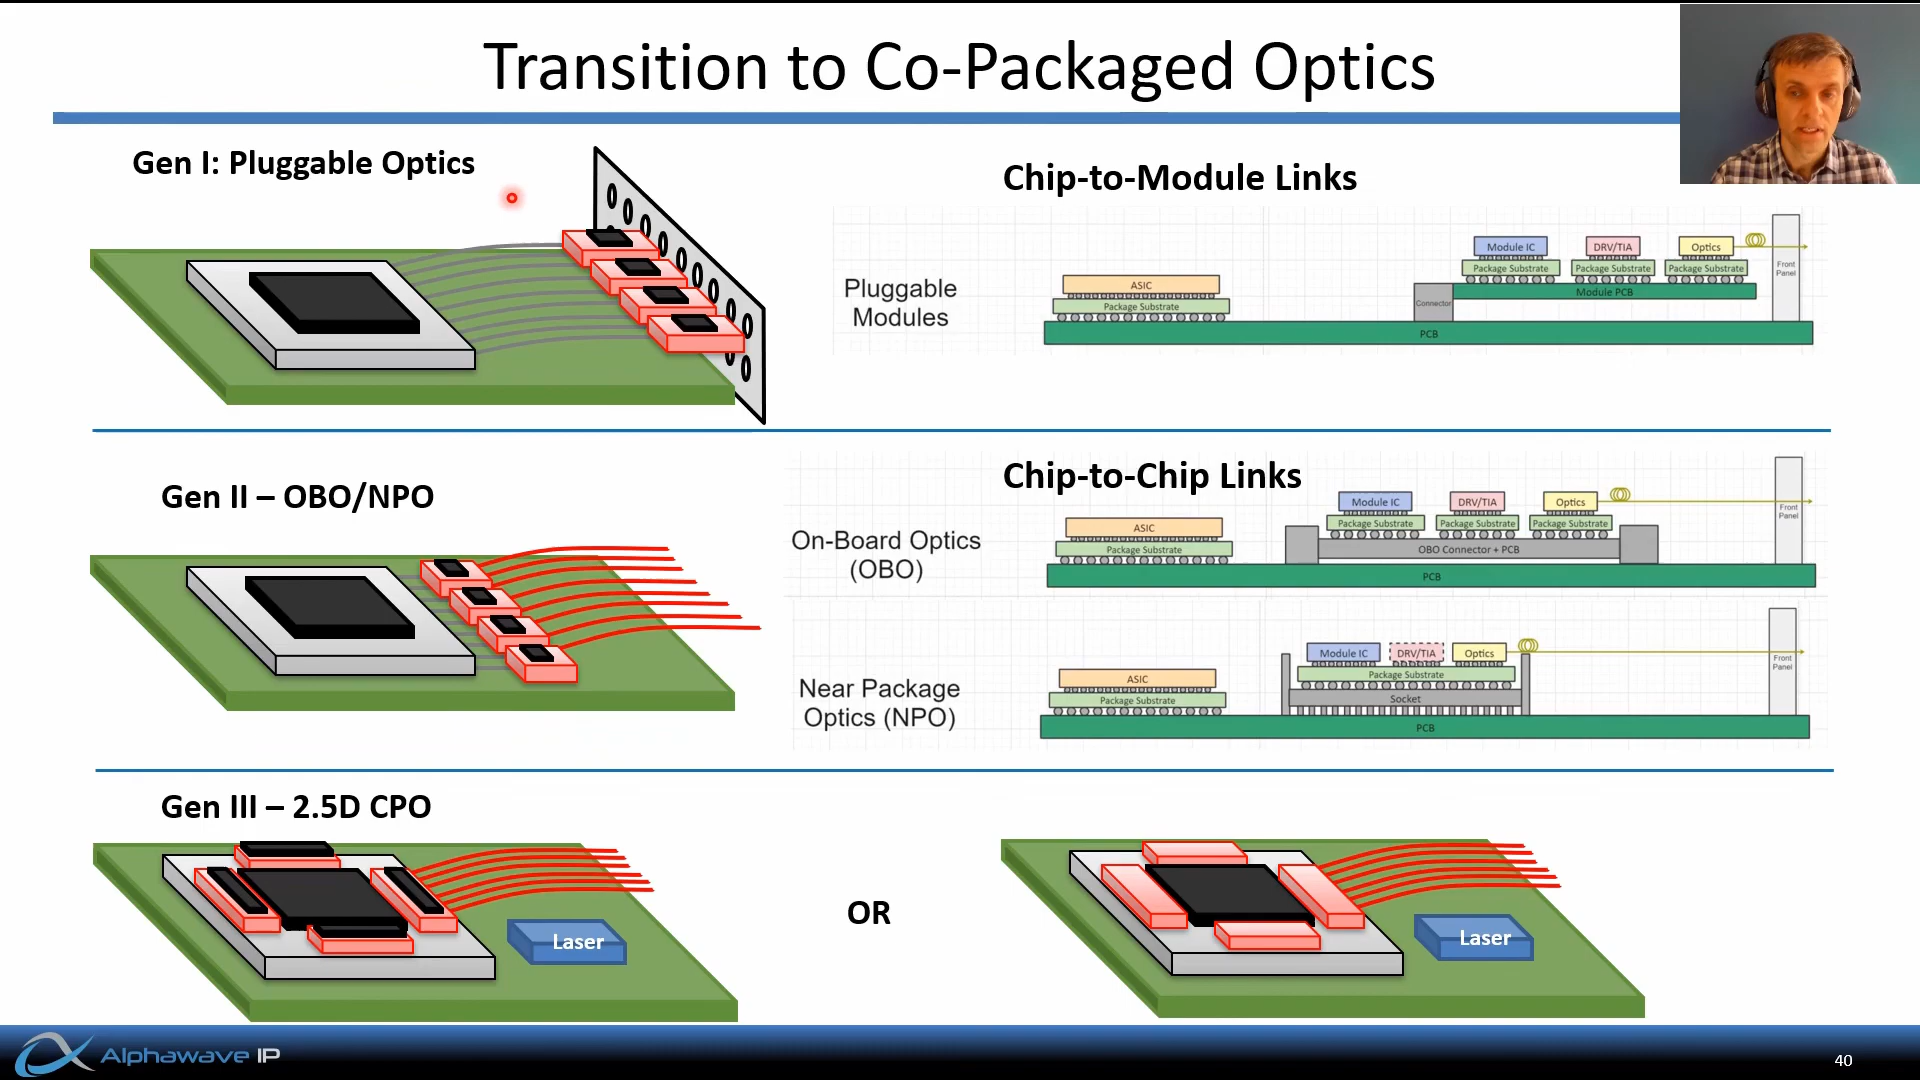 Transition to Co-Packaged Optics
Gen I: Pluggable Optics
Chip-to-Module Links
Pluggable
Modules
ASIC
Package Substrate
Module IC
DRV/TIA
Optics
Package Substrate
Package Substrate
Package Substrate
Module PCB
Connector
Front
Panel
PCB
Gen II – OBO/NPO
Chip-to-Chip Links
On-Board Optics
(OBO)
ASIC
Package Substrate
Module IC
DRV/TIA
Optics
Package Substrate
Package Substrate
Package Substrate
OBO Connector + PCB
Front
Panel
PCB
Near Package
Optics (NPO)
ASIC
Package Substrate
Module IC
DRV/TIA
Optics
Package Substrate
Socket
Front
Panel
PCB
Gen III – 2.5D CPO
Laser
OR
Laser
Alphawave IP
40